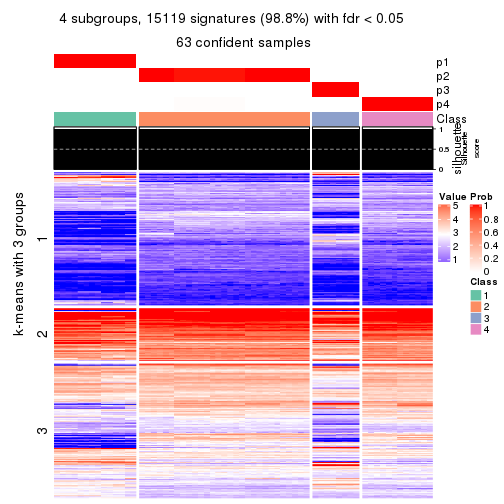 4 subgroups, 15119 signatures (98.8%) with fdr < 0.05
63 confident samples
p1
p2
p3
p4
Class
1
0.5
0
silhouette
Silhouette
score
k-means with 3 groups
1
2
3
Value
5
4
3
2
1
Prob
1
0.8
0.6
0.4
0.2
0
Class
1
2
3
4